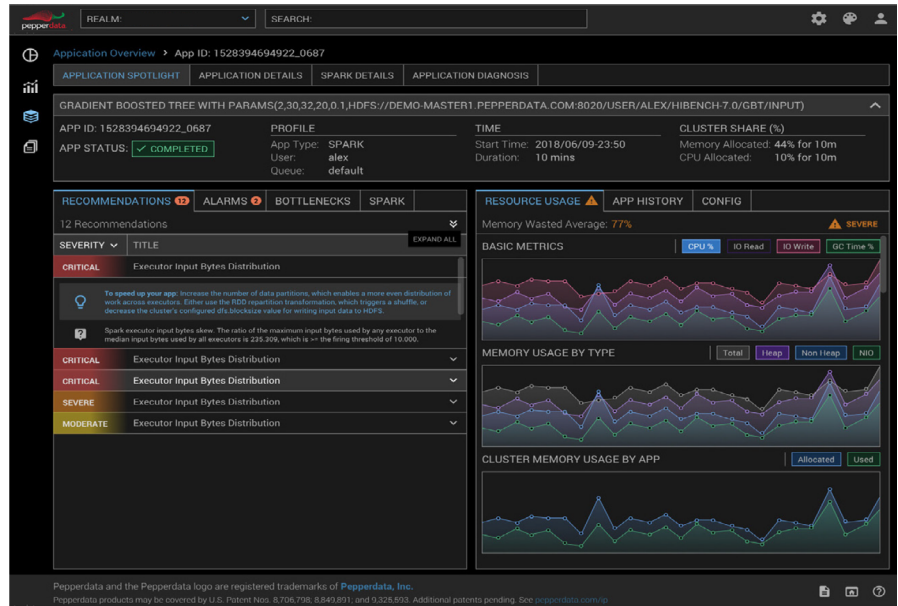 pepperdata
REALM:
SEARCH:
Appication Overview > App ID: 1528394694922_0687
APPLICATION SPOTLIGHT
APPLICATION DETAILS
SPARK DETAILS
APPLICATION DIAGNOSIS
GRADIENT BOOSTED TREE WITH PARAMS(2,30,32,20,0.1,HDFS://DEMO-MASTER1.PEPPERDATA.COM:8020/USER/ALEX/HIBENCH-7.0/GBT/INPUT)
APP ID: 1528394694922_0687
APP STATUS: ✓ COMPLETED
PROFILE
App Type: SPARK
User: alex
Queue: default
TIME
Start Time: 2018/06/09-23:50
Duration: 10 mins
CLUSTER SHARE (%)
Memory Allocated: 44% for 10m
CPU Allocated: 10% for 10m
RECOMMENDATIONS 12
ALARMS 2
BOTTLENECKS
SPARK
12 Recommendations
EXPAND ALL
SEVERITY
TITLE
CRITICAL Executor Input Bytes Distribution
To speed up your app: Increase the number of data partitions, which enables a more even distribution of
work across executors. Either use the RDD repartition transformation, which triggers a shuffle, or
decrease the cluster's configured dfs.blocksize value for writing input data to HDFS.
Spark executor input bytes skew. The ratio of the maximum input bytes used by any executor to the
median input bytes used by all executors is 235.309, which is >= the firing threshold of 10.000.
CRITICAL Executor Input Bytes Distribution
CRITICAL Executor Input Bytes Distribution
SEVERE Executor Input Bytes Distribution
MODERATE Executor Input Bytes Distribution
RESOURCE USAGE
APP HISTORY
CONFIG
Memory Wasted Average: 77%
SEVERE
BASIC METRICS
CPU %
IO Read
IO Write
GC Time %
MEMORY USAGE BY TYPE
Total
Heap
Non Heap
NIO
CLUSTER MEMORY USAGE BY APP
Allocated
Used
Pepperdata and the Pepperdata logo are registered trademarks of Pepperdata, Inc.
Pepperdata products may be covered by U.S. Patent Nos. 8,706,798; 8,849,891; and 9,325,593. Additional patents pending. See pepperdata.com/ip